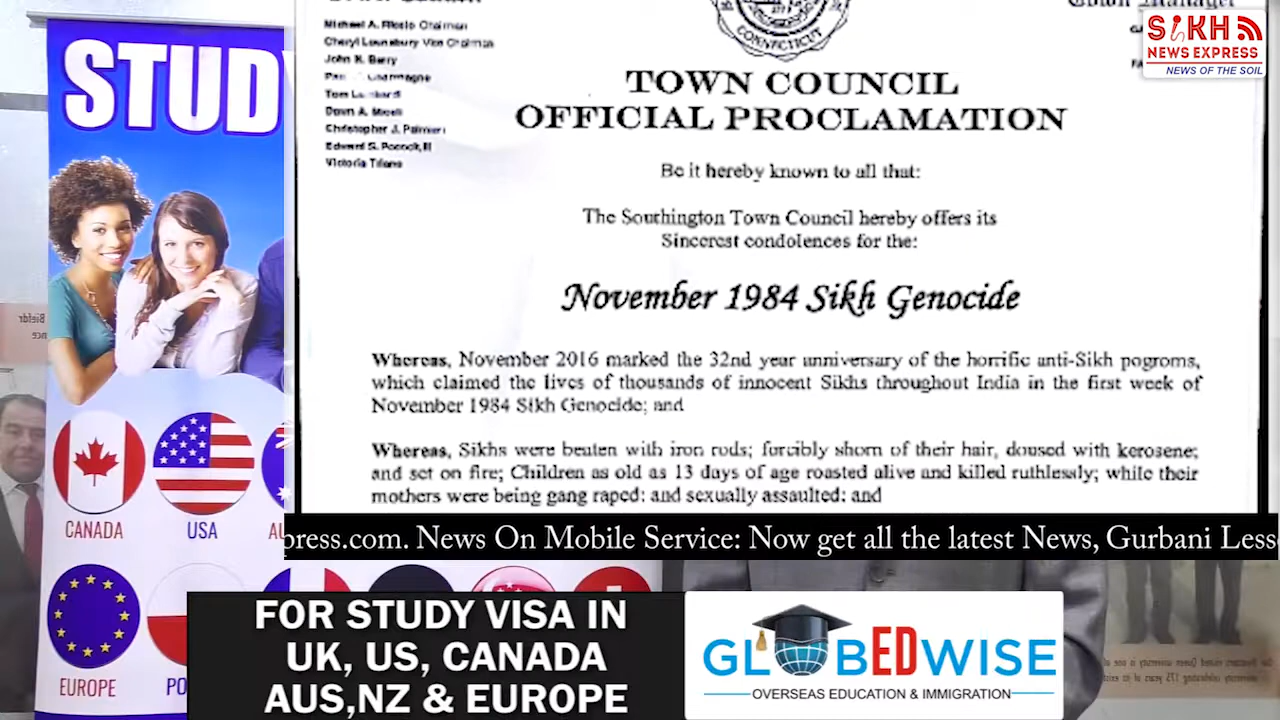 STUD
SIKH
NEWS EXPRESS
NEWS OF THE SOIL
Town Manager
CONNECTICUT
Cheryl Lounsbury Vice Chairman
John N. Barry
Dawn A. Miceli
Christopher J. Palmieri
Edward S. Pocock, II
Victoria Triano
TOWN COUNCIL
OFFICIAL PROCLAMATION
Be it hereby known to all that:
The Southington Town Council hereby offers its
Sincerest condolences for the:
November 1984 Sikh Genocide
Whereas, November 2016 marked the 32nd year anniversary of the horrific anti-Sikh pogroms,
which claimed the lives of thousands of innocent Sikhs throughout India in the first week of
November 1984 Sikh Genocide; and
Whereas, Sikhs were beaten with iron rods; forcibly shorn of their hair, doused with kerosene;
and set on fire; Children as old as 13 days of age roasted alive and killed ruthlessly; while their
mothers were being gang raped; and sexually assaulted; and
press.com. News On Mobile Service: Now get all the latest News, Gurbani Less
CANADA
USA
AU
EUROPE
PO
FOR STUDY VISA IN
UK, US, CANADA
AUS,NZ & EUROPE
GLOBEDWISE
OVERSEAS EDUCATION & IMMIGRATION